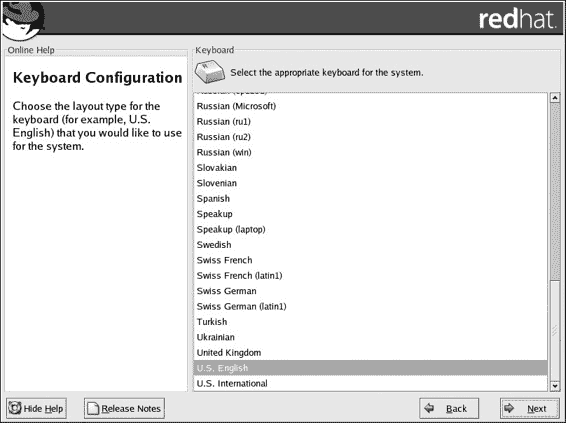 redhat.
Online Help
Keyboard Configuration
Choose the layout type for the
keyboard (for example, U.S.
English) that you would like to use
for the system.
Keyboard
Select the appropriate keyboard for the system.
Russian (Microsoft)
Russian (ru1)
Russian (ru2)
Russian (win)
Slovakian
Slovenian
Spanish
Speakup
Speakup (laptop)
Swedish
Swiss French
Swiss French (latin1)
Swiss German
Swiss German (latin1)
Turkish
Ukrainian
United Kingdom
U.S. English
U.S. International
Hide Help
Release Notes
Back
Next